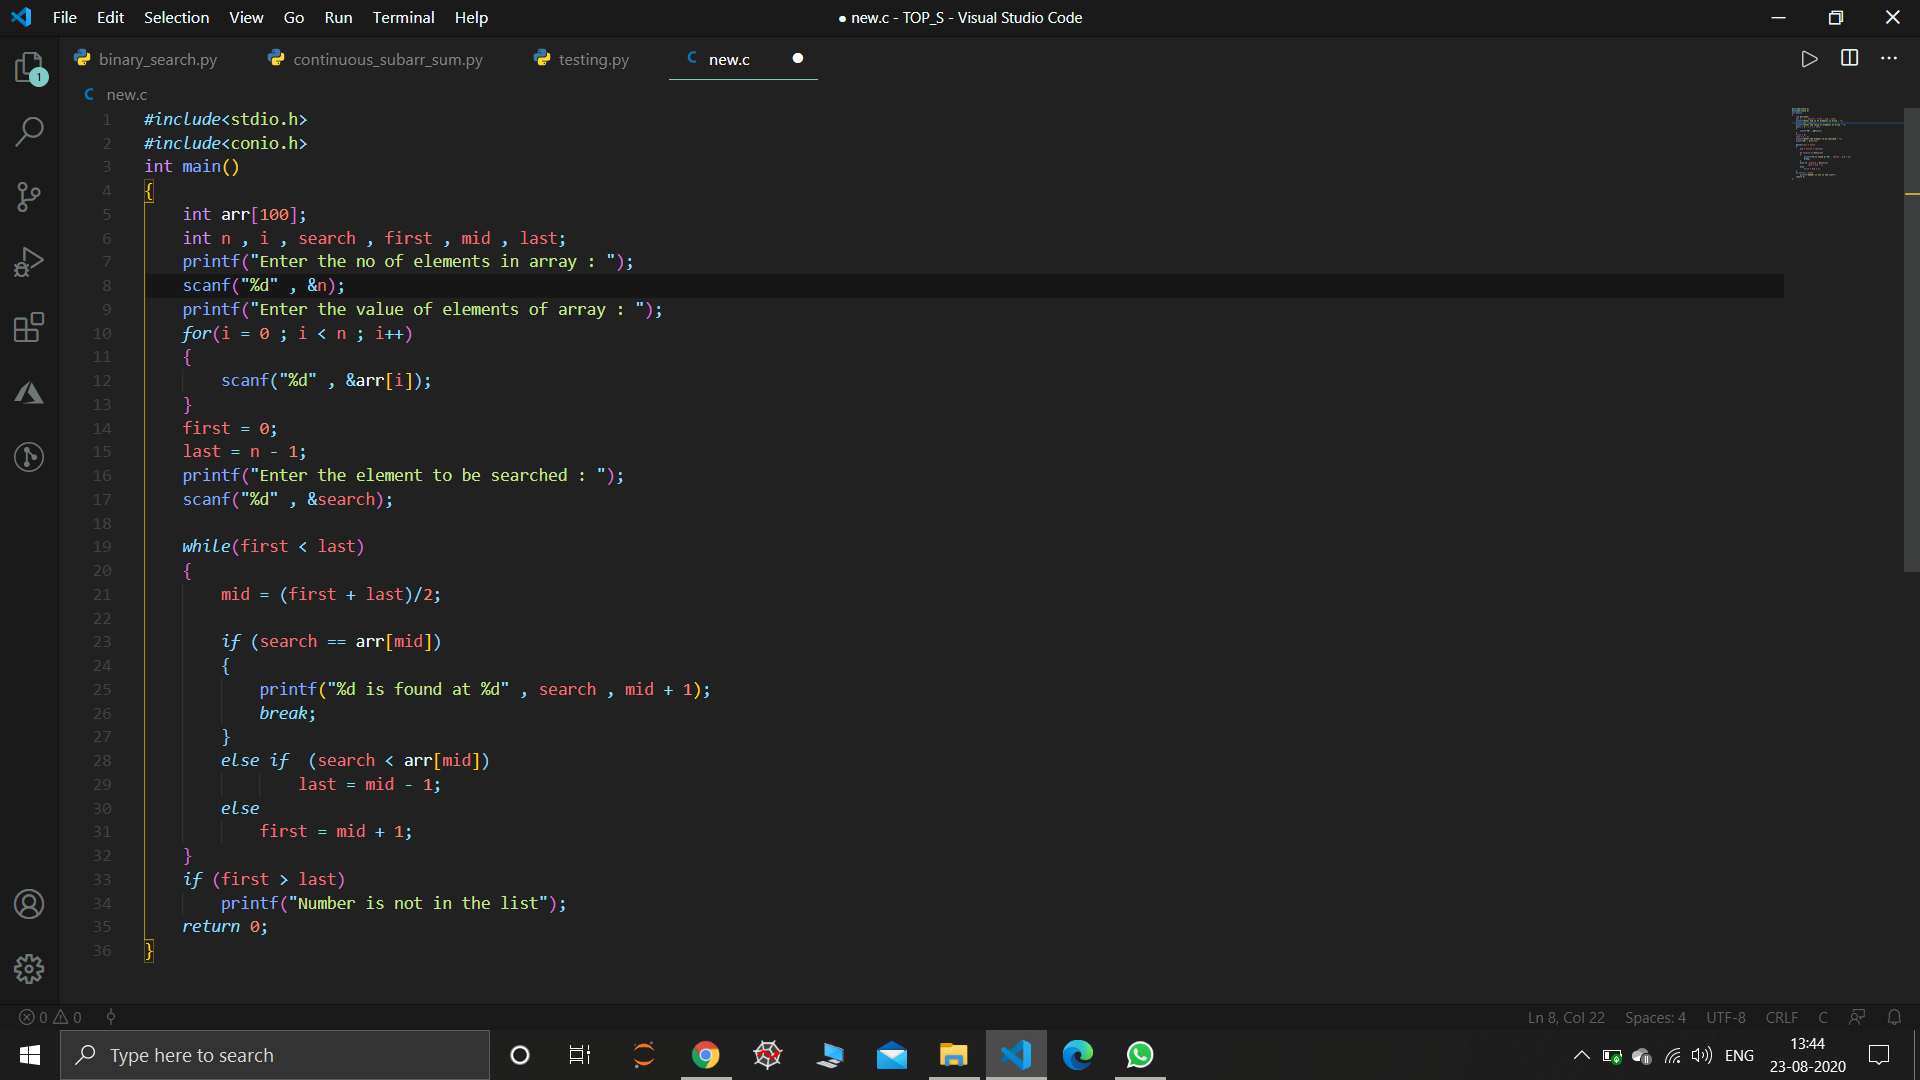 File Edit Selection View Go Run Terminal Help
● new.c - TOP_S - Visual Studio Code
binary_search.py continuous_subarr_sum.py testing.py C new.c
1
C new.c
1 #include<stdio.h>
2 #include<conio.h>
3 int main()
4 {
5 int arr[100];
6 int n , i , search , first , mid , last;
7 printf("Enter the no of elements in array : ");
8 scanf("%d" , &n);
9 printf("Enter the value of elements of array : ");
10 for(i = 0 ; i < n ; i++)
11 {
12 scanf("%d" , &arr[i]);
13 }
14 first = 0;
15 last = n - 1;
16 printf("Enter the element to be searched : ");
17 scanf("%d" , &search);
18
19 while(first < last)
20 {
21 mid = (first + last)/2;
22
23 if (search == arr[mid])
24 {
25 printf("%d is found at %d" , search , mid + 1);
26 break;
27 }
28 else if  (search < arr[mid])
29 last = mid - 1;
30 else
31 first = mid + 1;
32 }
33 if (first > last)
34 printf("Number is not in the list");
35 return 0;
36 }
0 0 Ln 8, Col 22 Spaces: 4 UTF-8 CRLF C
Type here to search
ENG
13:44
23-08-2020